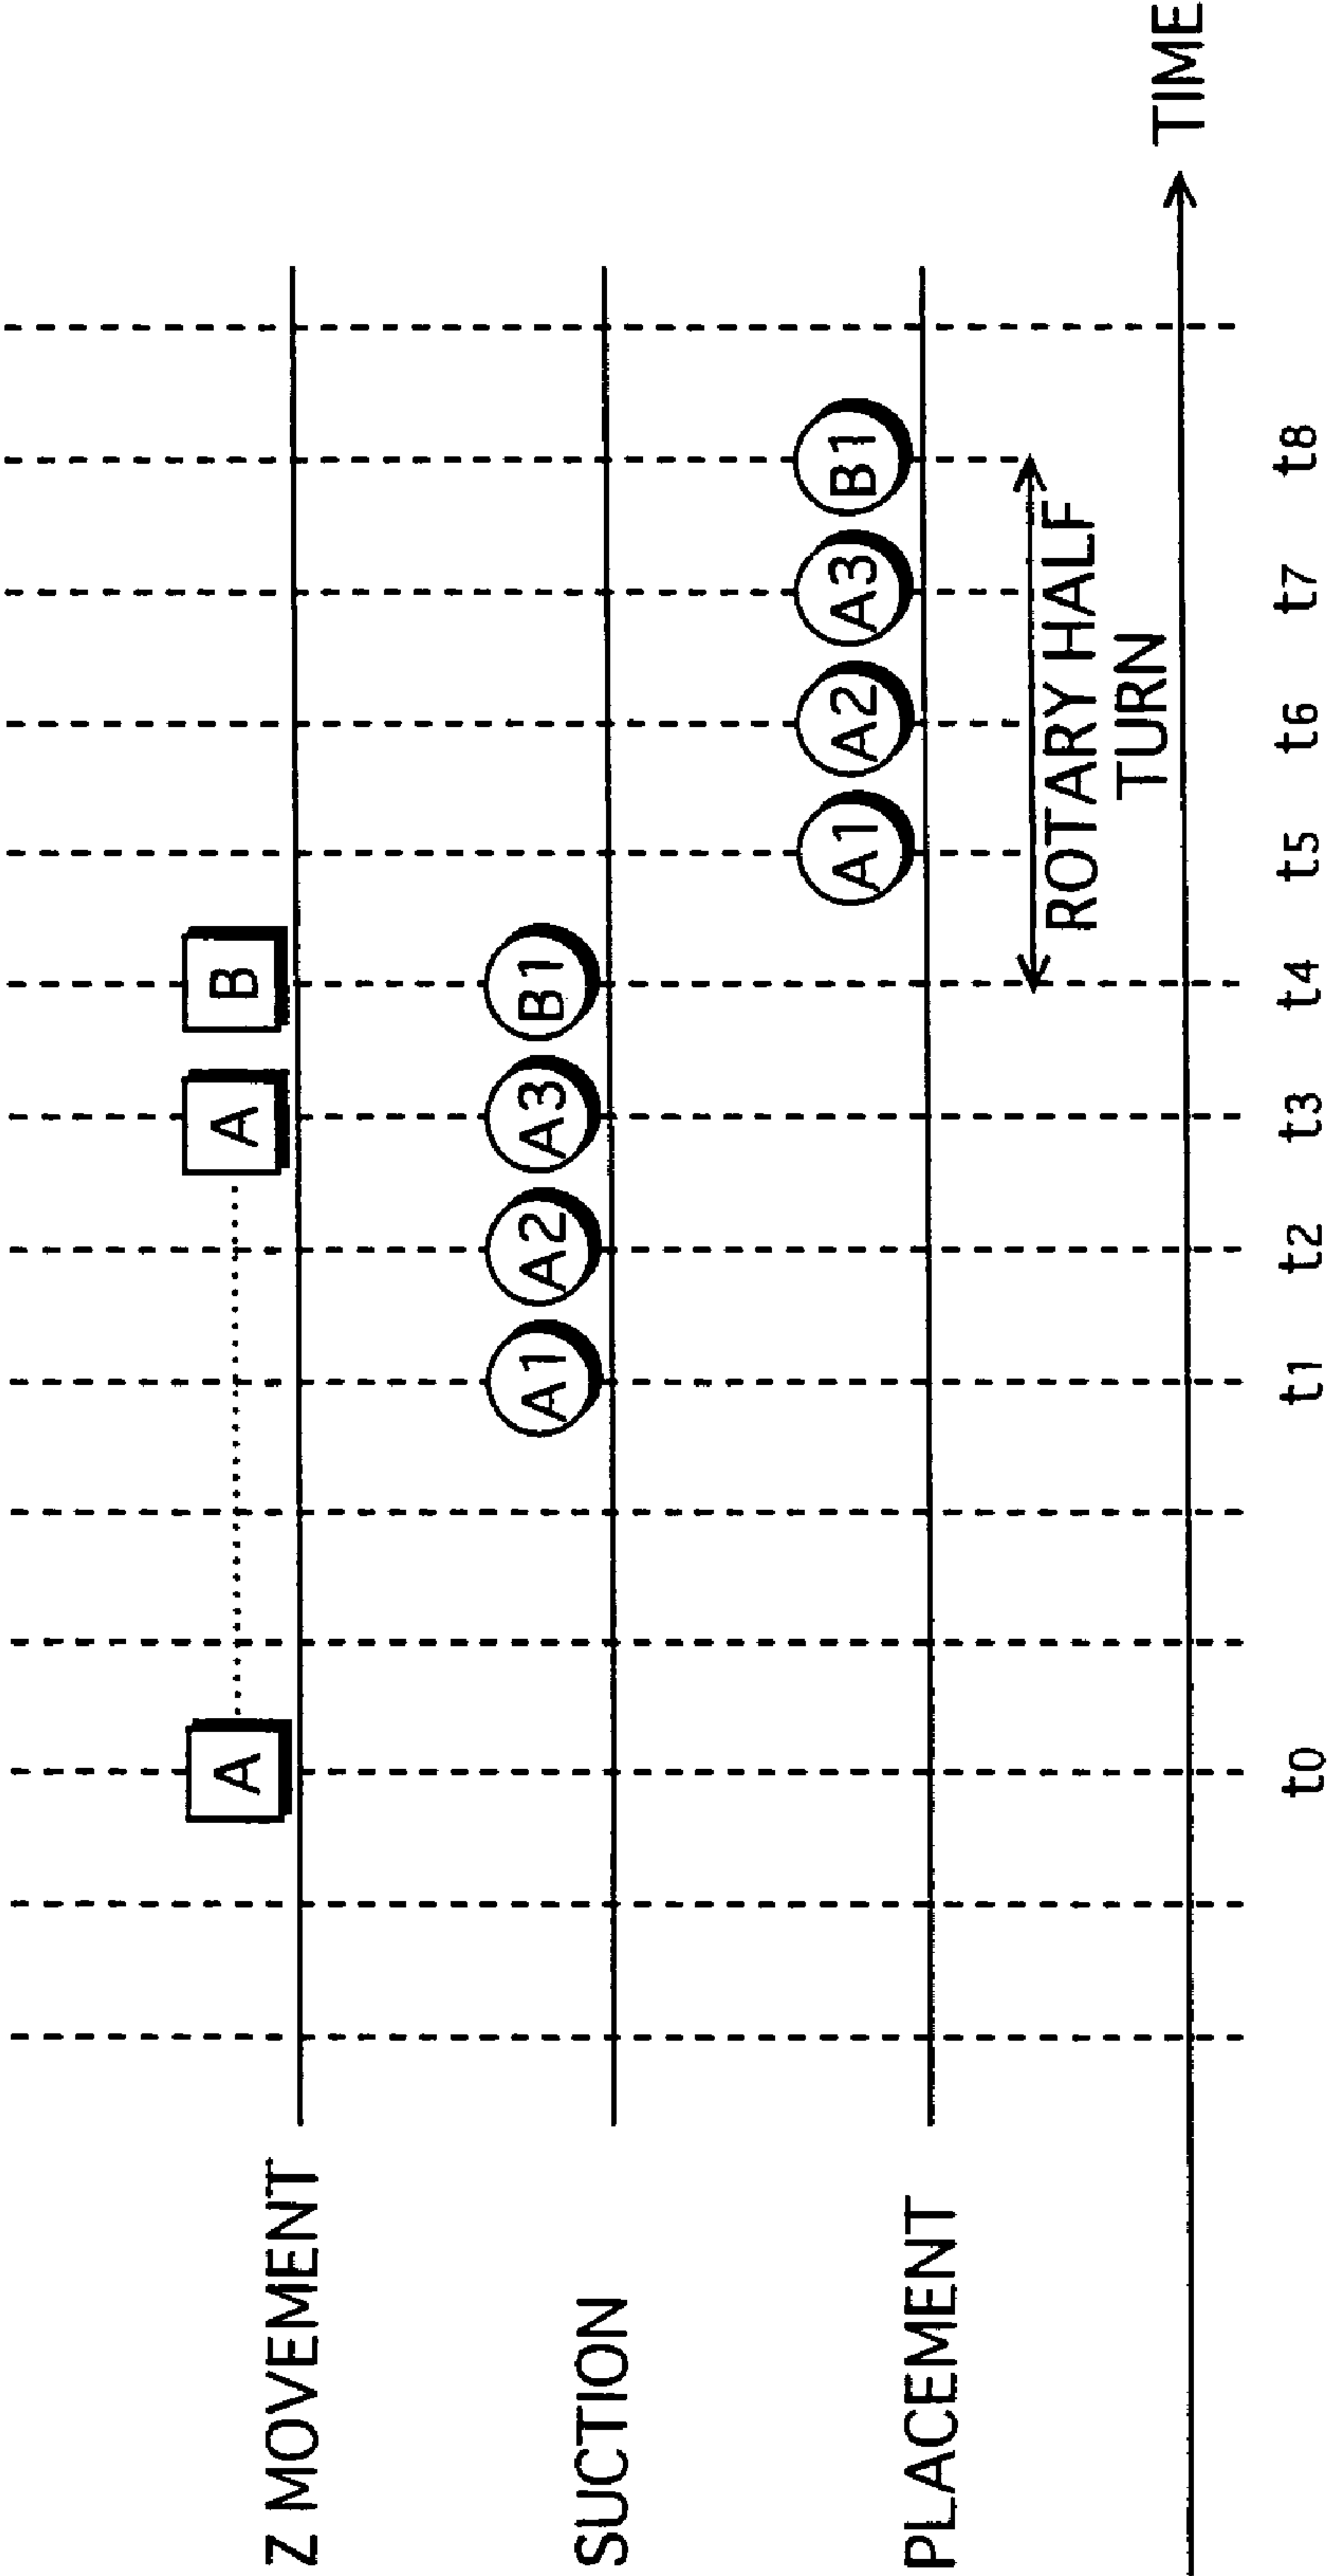 Z MOVEMENT
A
A
B
SUCTION
A1
A2
A3
B1
PLACEMENT
A1
A2
A3
B1
ROTARY HALF
TURN
TIME
t0
t1
t2
t3
t4
t5
t6
t7
t8